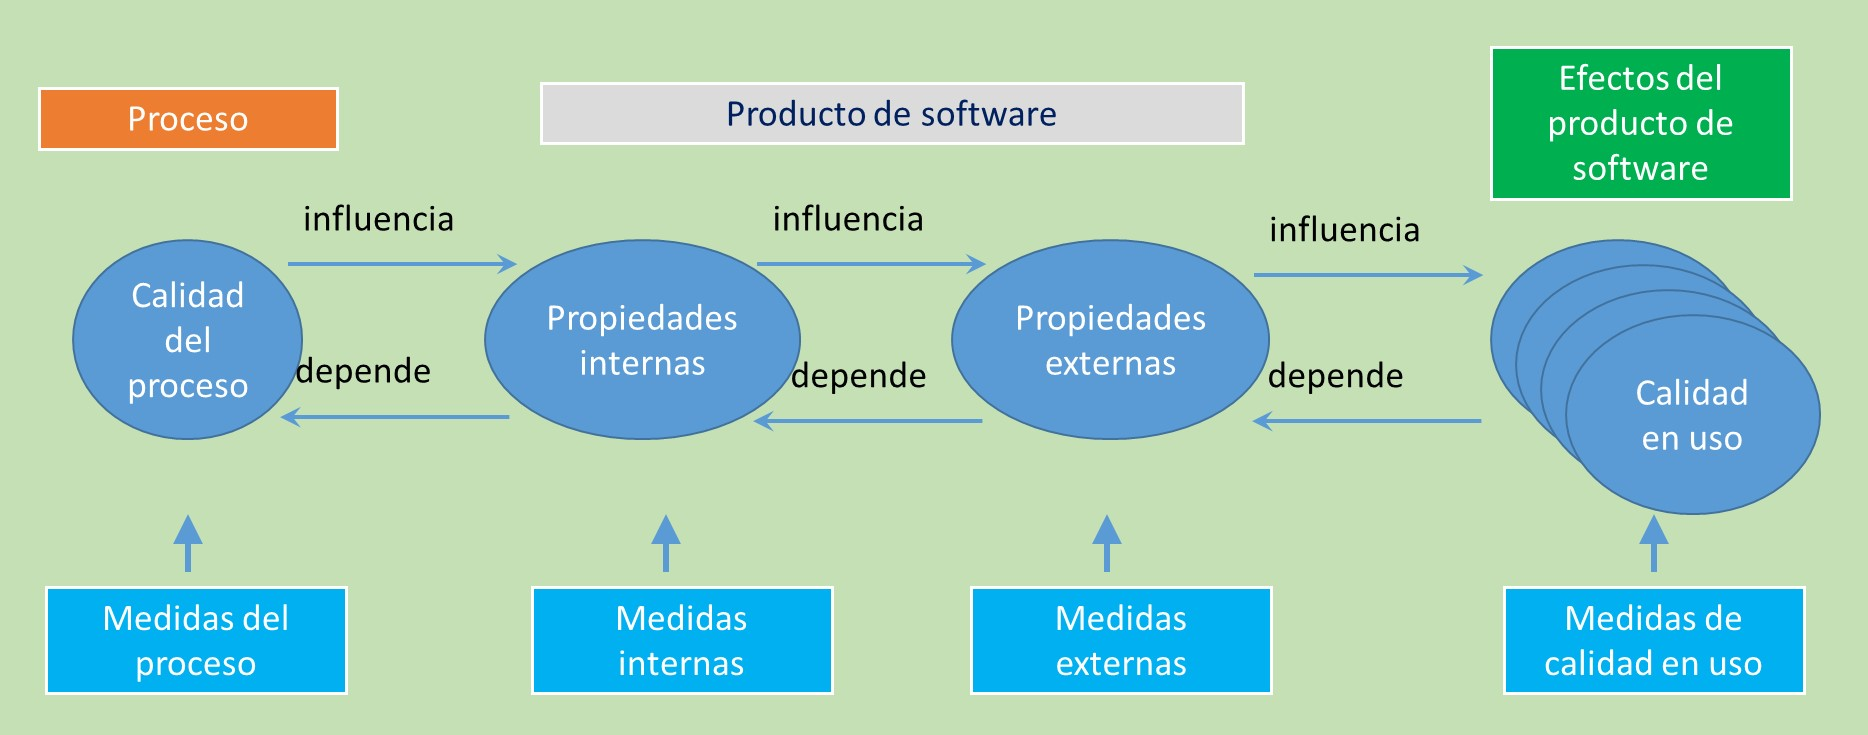 Proceso
Producto de software
Efectos del
producto de
software
influencia
influencia
influencia
Calidad
del
proceso
Propiedades
internas
Propiedades
externas
Calidad
en uso
depende
depende
depende
Medidas del
proceso
Medidas
internas
Medidas
externas
Medidas de
calidad en uso